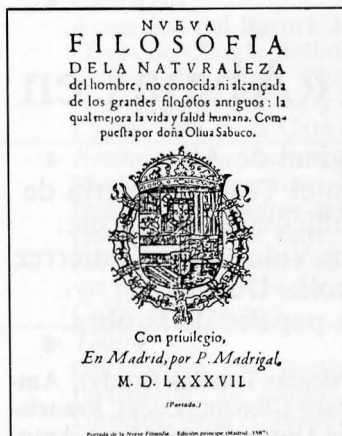 NVEVA
FILOSOFIA
DELA NATVRALEZA
del hombre, no conocida ni alcançada
de los grandes filosofos antiguos: la
qual mejora la vida y salud humana. Com-
puesta por doña Oliua Sabuco.
Con priuilegio,
En Madrid, por P. Madrigal,
M. D. LXXXVII
(Portada.)
Portada de la Nueva Filosofía. Edición príncipe (Madrid, 1587)